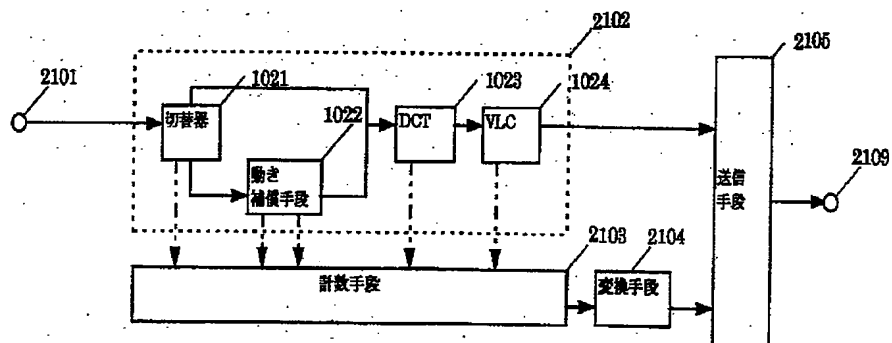 2102
2105
2101
1021
1022
1023
1024
切替器
DCT
VLC
動き
補償手段
送信
手段
2109
2103
2104
計数手段
変換手段